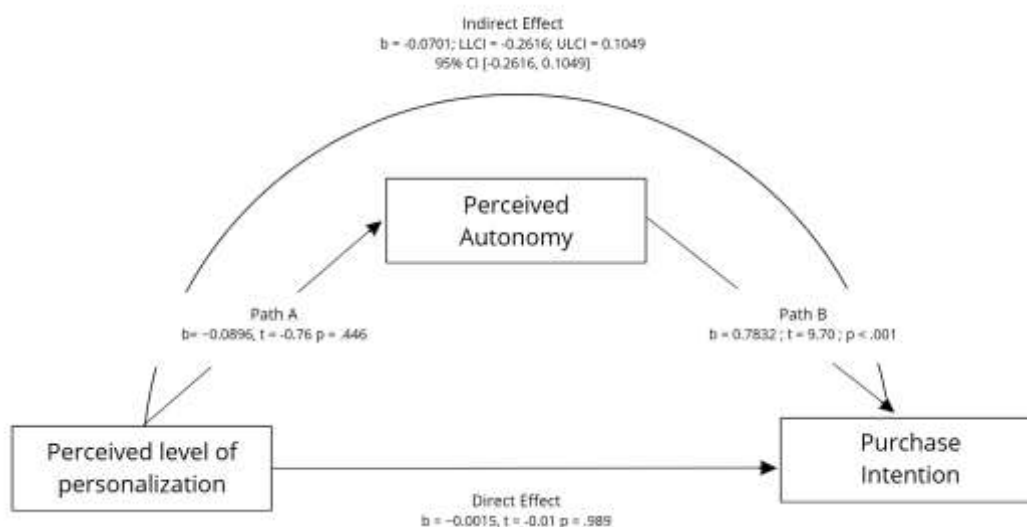 Indirect Effect
b = -0.0701; LLCI = -0.2616; ULCI = 0.1049
95% CI [-0.2616, 0.1049]
Perceived
Autonomy
Path A
b= −0.0896, t = -0.76 p = .446
Path B
b = 0.7832 ; t = 9.70 ; p < .001
Perceived level of
personalization
Purchase
Intention
Direct Effect
b = −0.0015, t = -0.01 p = .989